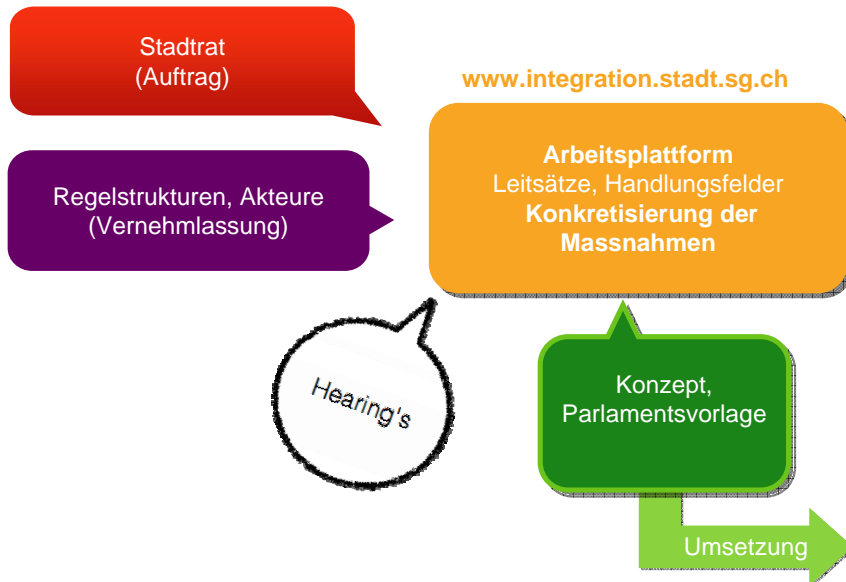 Stadtrat
(Auftrag)
www.integration.stadt.sg.ch
Arbeitsplattform
Leitsätze, Handlungsfelder
Konkretisierung der
Massnahmen
Regelstrukturen, Akteure
(Vernehmlassung)
Hearing's
Konzept,
Parlamentsvorlage
Umsetzung